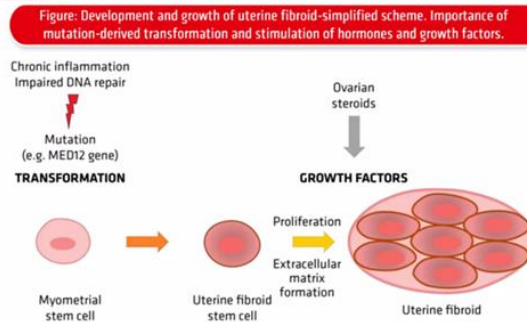 Figure: Development and growth of uterine fibroid-simplified scheme. Importance of
mutation-derived transformation and stimulation of hormones and growth factors.
Chronic inflammation
Impaired DNA repair
Mutation
(e.g. MED12 gene)
TRANSFORMATION
Ovarian
steroids
GROWTH FACTORS
Proliferation
Extracellular
matrix
formation
Myometrial
stem cell
Uterine fibroid
stem cell
Uterine fibroid